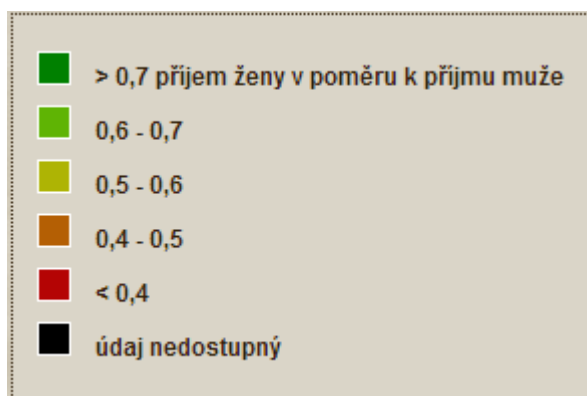 > 0,7 příjem ženy v poměru k příjmu muže
0,6 - 0,7
0,5 - 0,6
0,4 - 0,5
< 0,4
údaj nedostupný